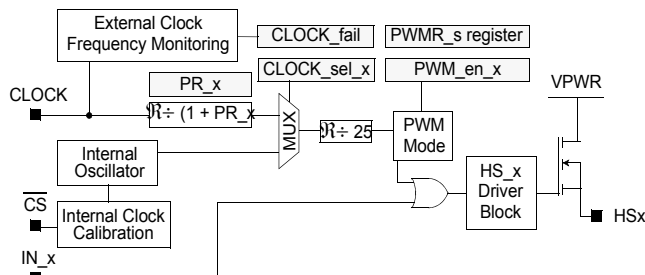 External Clock
Frequency Monitoring
CLOCK_fail
PWMR_s register
PR_x
CLOCK_sel_x
PWM_en_x
VPWR
CLOCK
ℜ÷ (1 + PR_x
MUX
ℜ÷ 25
PWM
Mode
Internal
Oscillator
CS
Internal Clock
Calibration
HS_x
Driver
Block
HSx
IN_x